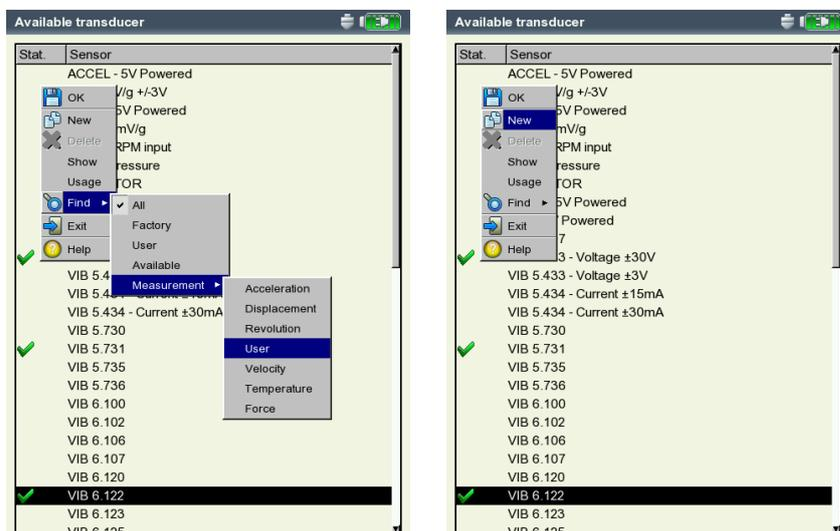 Available transducer
Stat. Sensor
ACCEL - 5V Powered
OK V/g +/-3V
New 5V Powered
Delete mV/g
Show RPM input
Usage TOR
Find
Exit
Help
All
Factory
User
Available
Measurement
Acceleration
Displacement
Revolution
User
Velocity
Temperature
Force
VIB 5.434 - Current ±30mA
VIB 5.730
VIB 5.731
VIB 5.735
VIB 5.736
VIB 6.100
VIB 6.102
VIB 6.106
VIB 6.107
VIB 6.120
VIB 6.122
VIB 6.123
Available transducer
Stat. Sensor
ACCEL - 5V Powered
OK V/g +/-3V
New 5V Powered
Delete mV/g
Show RPM input
Usage TOR
Find 5V Powered
Exit Powered
Help 3 - Voltage ±30V
VIB 5.433 - Voltage ±3V
VIB 5.434 - Current ±15mA
VIB 5.434 - Current ±30mA
VIB 5.730
VIB 5.731
VIB 5.735
VIB 5.736
VIB 6.100
VIB 6.102
VIB 6.106
VIB 6.107
VIB 6.120
VIB 6.122
VIB 6.123